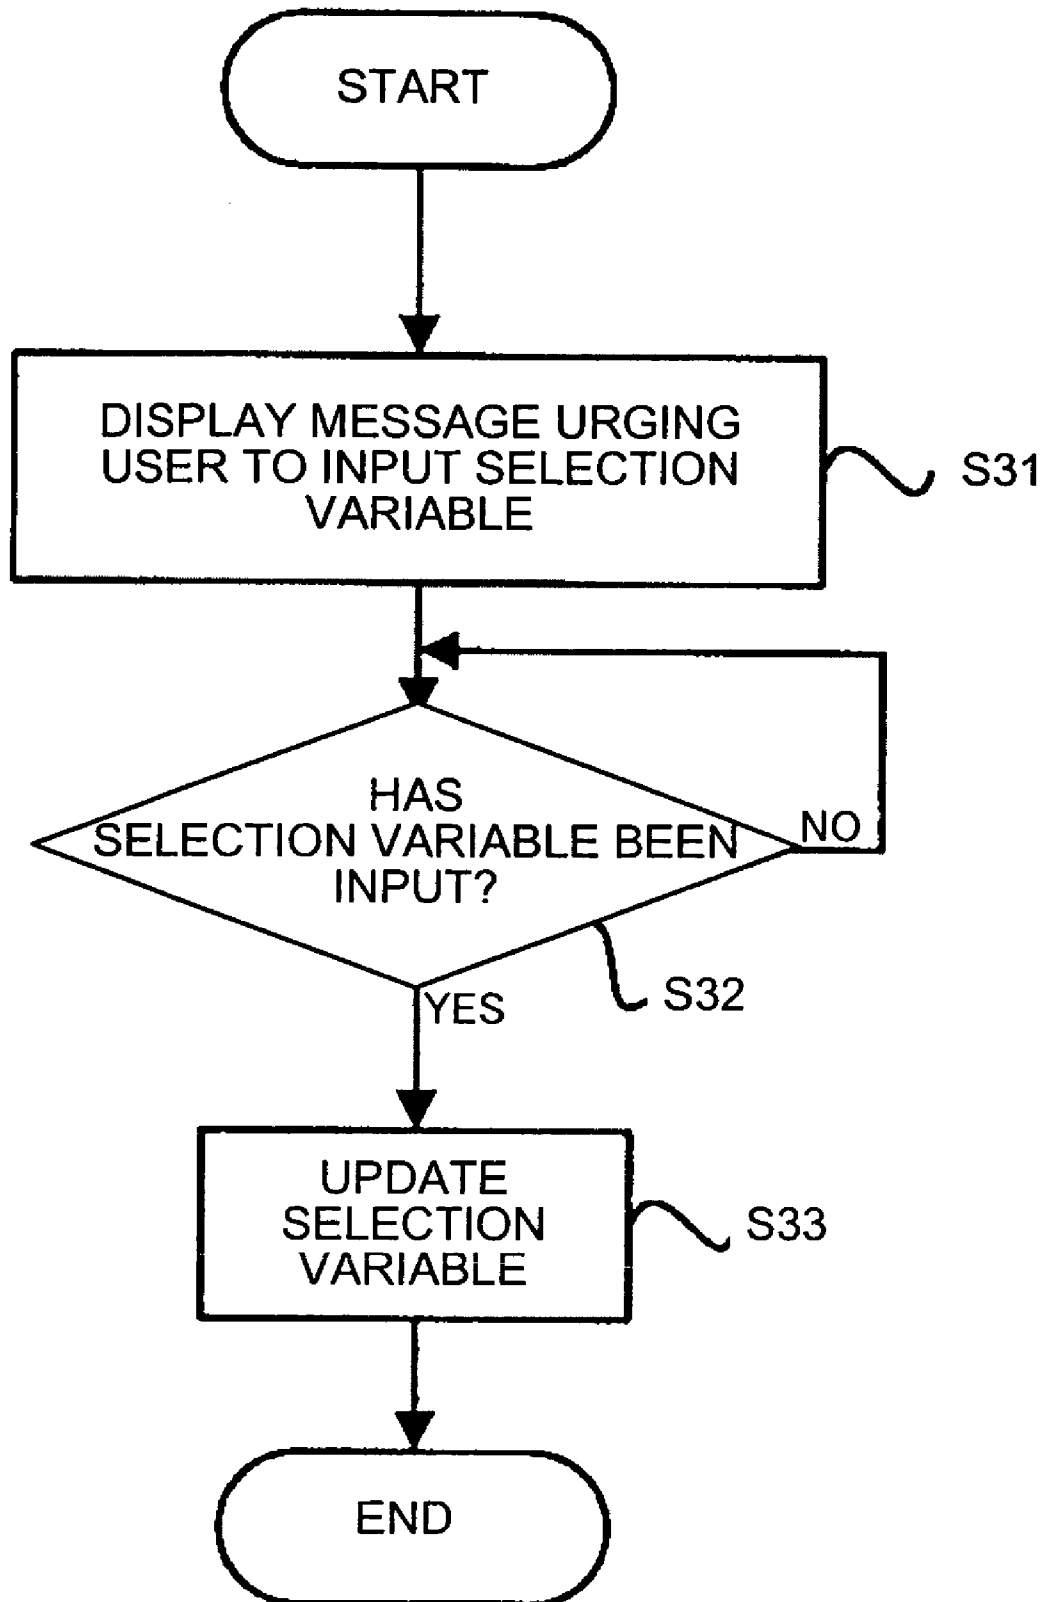 START
DISPLAY MESSAGE URGING
USER TO INPUT SELECTION
VARIABLE
S31
HAS
SELECTION VARIABLE BEEN
INPUT?
NO
S32
YES
UPDATE
SELECTION
VARIABLE
S33
END